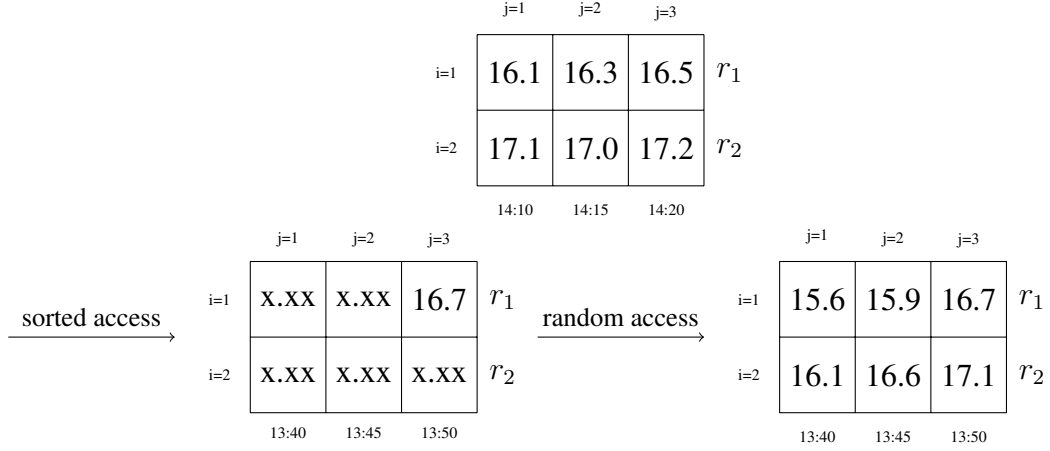 j=1 j=2 j=3
i=1 16.1 16.3 16.5 r₁
i=2 17.1 17.0 17.2 r₂
14:10 14:15 14:20
sorted access
j=1 j=2 j=3
i=1 x.xx x.xx 16.7 r₁
i=2 x.xx x.xx x.xx r₂
13:40 13:45 13:50
random access
j=1 j=2 j=3
i=1 15.6 15.9 16.7 r₁
i=2 16.1 16.6 17.1 r₂
13:40 13:45 13:50